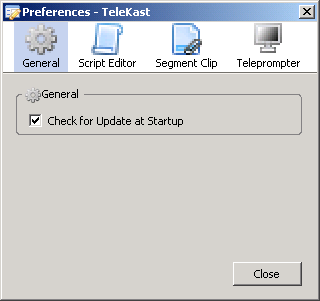 Preferences - TeleKast
General Script Editor Segment Clip Teleprompter
General
Check for Update at Startup
Close